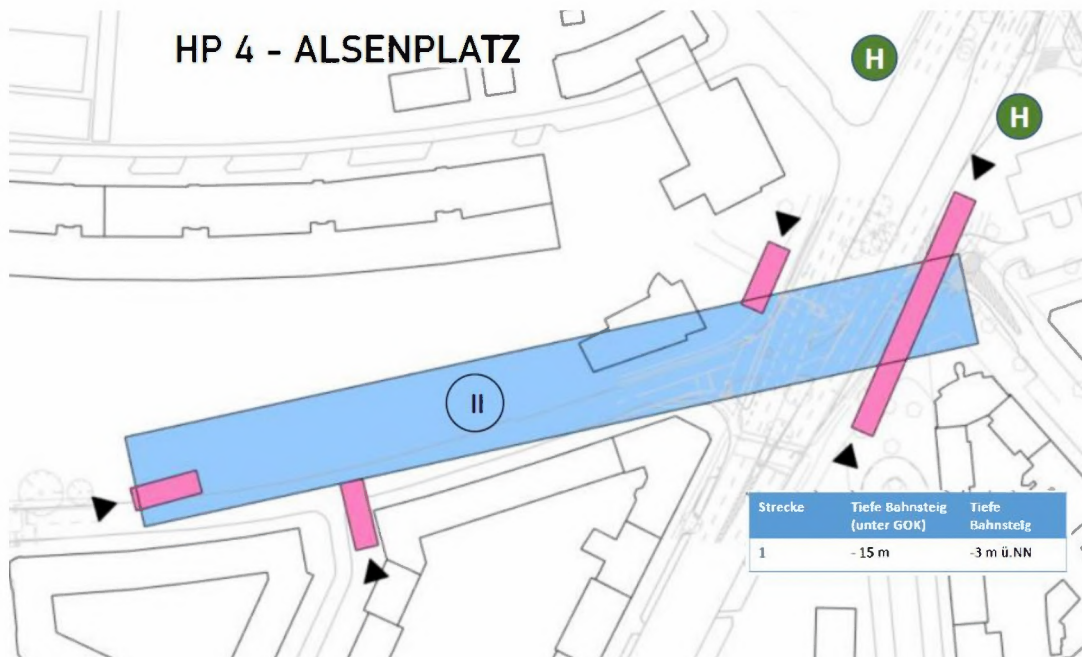 HP 4 - ALSENPLATZ
H
H
II
Strecke Tiefe Bahnsteig (unter GOK) Tiefe Bahnsteig
1 - 15 m -3 m ü.NN